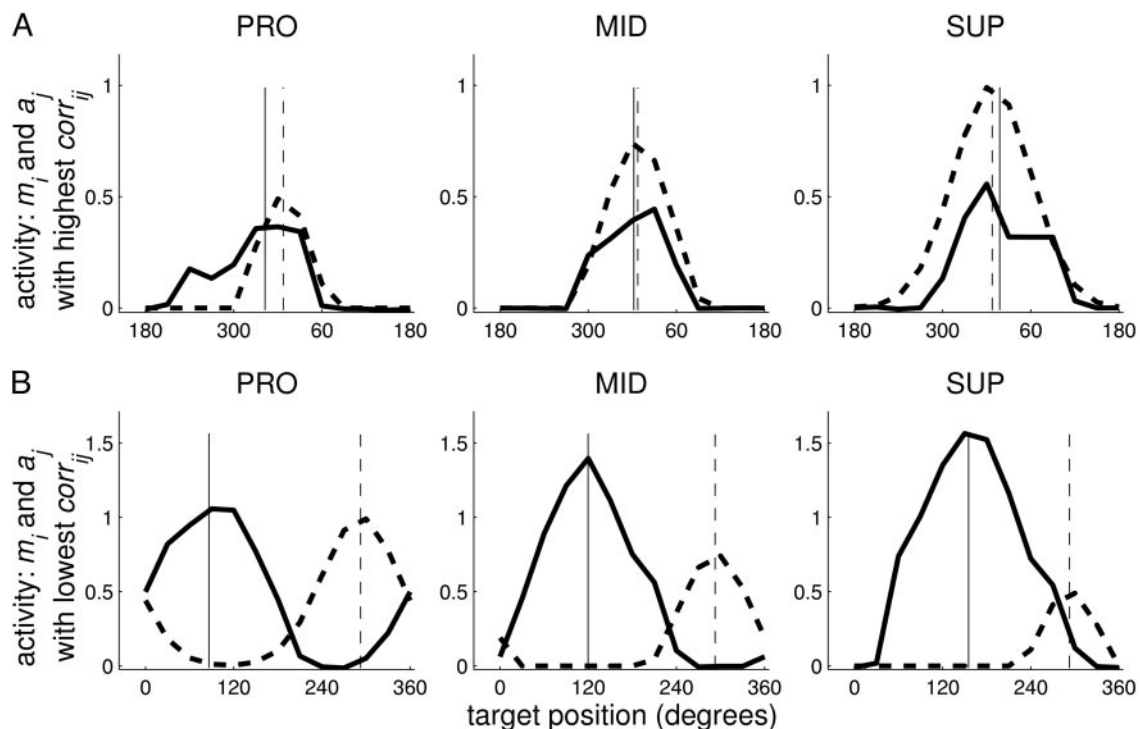 A
PRO MID SUP
activity: m_i and a_j
with highest corr_ij
1 1 1
0.5 0.5 0.5
0 0 0
180 300 60 180 180 300 60 180 180 300 60 180
B
PRO MID SUP
activity: m_i and a_j
with lowest corr_ij
1.5 1.5 1.5
1 1 1
0.5 0.5 0.5
0 0 0
0 120 240 360 0 120 240 360 0 120 240 360
target position (degrees)